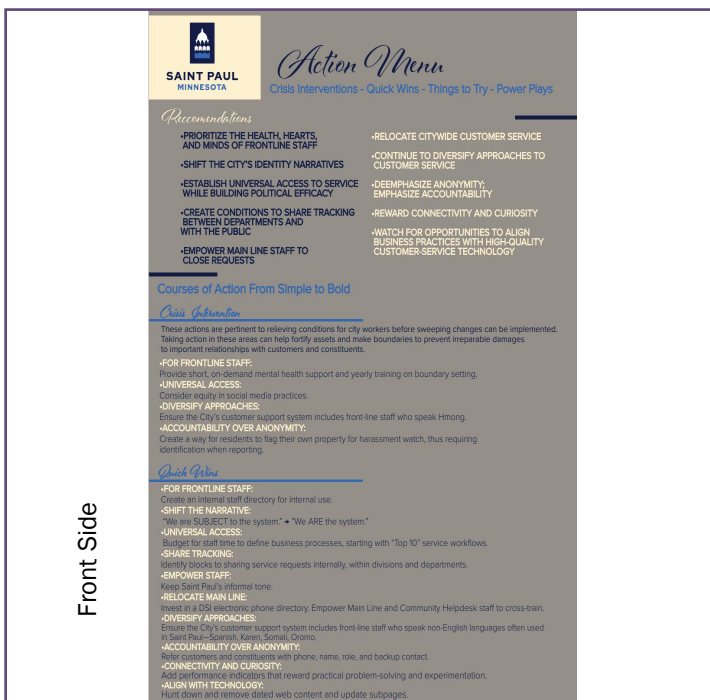 SAINT PAUL
MINNESOTA
Action Menu
Crisis Interventions - Quick Wins - Things to Try - Power Plays
Reccomendations
•PRIORITIZE THE HEALTH, HEARTS,
AND MINDS OF FRONTLINE STAFF
•SHIFT THE CITY'S IDENTITY NARRATIVES
•ESTABLISH UNIVERSAL ACCESS TO SERVICE
WHILE BUILDING POLITICAL EFFICACY
•CREATE CONDITIONS TO SHARE TRACKING
BETWEEN DEPARTMENTS AND
WITH THE PUBLIC
•EMPOWER MAIN LINE STAFF TO
CLOSE REQUESTS
•RELOCATE CITYWIDE CUSTOMER SERVICE
•CONTINUE TO DIVERSIFY APPROACHES TO
CUSTOMER SERVICE
•DEEMPHASIZE ANONYMITY;
EMPHASIZE ACCOUNTABILITY
•REWARD CONNECTIVITY AND CURIOSITY
•WATCH FOR OPPORTUNITIES TO ALIGN
BUSINESS PRACTICES WITH HIGH-QUALITY
CUSTOMER-SERVICE TECHNOLOGY
Courses of Action From Simple to Bold
Crisis Intervention
These actions are pertinent to relieving conditions for city workers before sweeping changes can be implemented.
Taking action in these areas can help fortify assets and make boundaries to prevent irreparable damages
to important relationships with customers and constituents.
•FOR FRONTLINE STAFF:
Provide short, on-demand mental health support and yearly training on boundary setting.
•UNIVERSAL ACCESS:
Consider equity in social media practices.
•DIVERSIFY APPROACHES:
Ensure the City's customer support system includes front-line staff who speak Hmong.
•ACCOUNTABILITY OVER ANONYMITY:
Create a way for residents to flag their own property for harassment watch, thus requiring
identification when reporting.
Quick Wins
•FOR FRONTLINE STAFF:
Create an internal staff directory for internal use.
•SHIFT THE NARRATIVE:
"We are SUBJECT to the system." → "We ARE the system."
•UNIVERSAL ACCESS:
Budget for staff time to define business processes, starting with "Top 10" service workflows.
•SHARE TRACKING:
Identify blocks to sharing service requests internally, within divisions and departments.
•EMPOWER STAFF:
Keep Saint Paul's informal tone.
•RELOCATE MAIN LINE:
Invest in a DSI electronic phone directory. Empower Main Line and Community Helpdesk staff to cross-train.
•DIVERSIFY APPROACHES:
Ensure the City's customer support system includes front-line staff who speak non-English languages often used
in Saint Paul—Spanish, Karen, Somali, Oromo.
•ACCOUNTABILITY OVER ANONYMITY:
Refer customers and constituents with phone, name, role, and backup contact.
•CONNECTIVITY AND CURIOSITY:
Add performance indicators that reward practical problem-solving and experimentation.
•ALIGN WITH TECHNOLOGY:
Hunt down and remove dated web content and update subpages.
Front Side